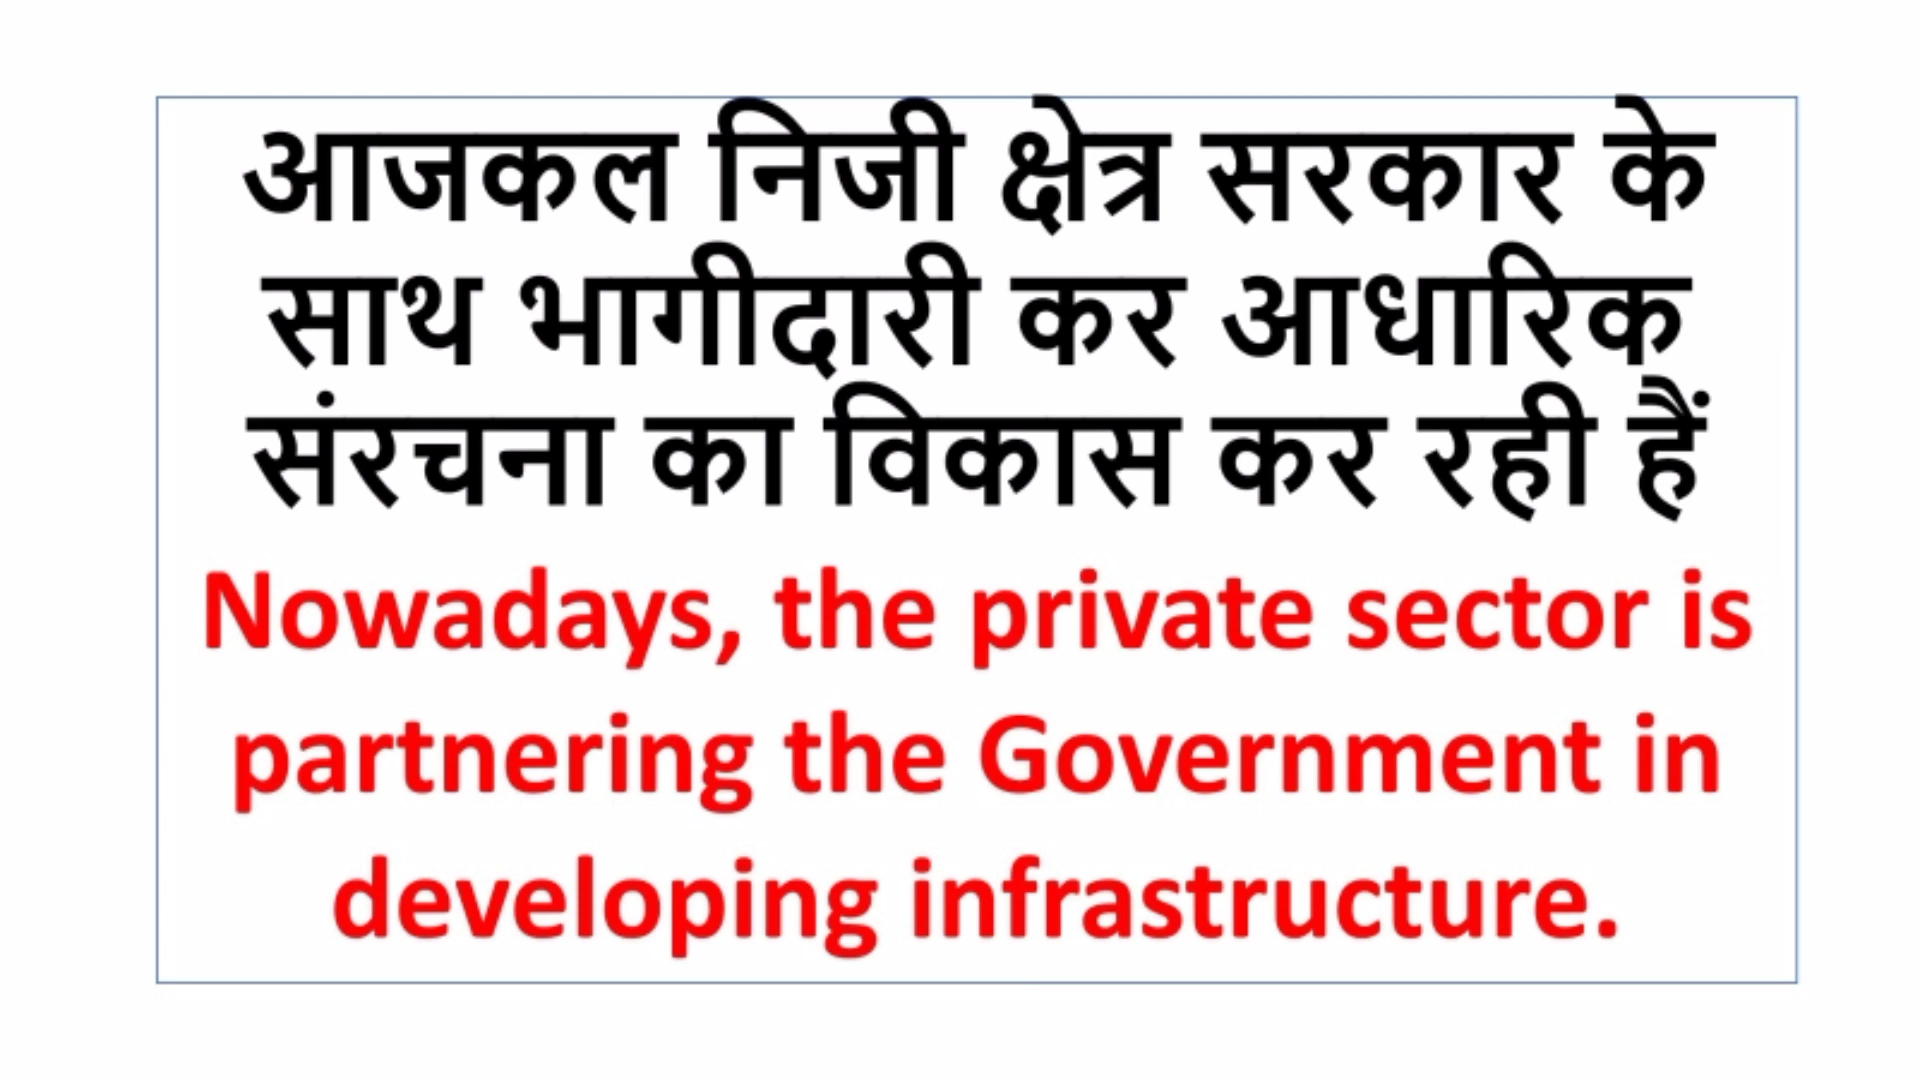 आजकल निजी क्षेत्र सरकार के
साथ भागीदारी कर आधारिक
संरचना का विकास कर रही हैं
Nowadays, the private sector is
partnering the Government in
developing infrastructure.